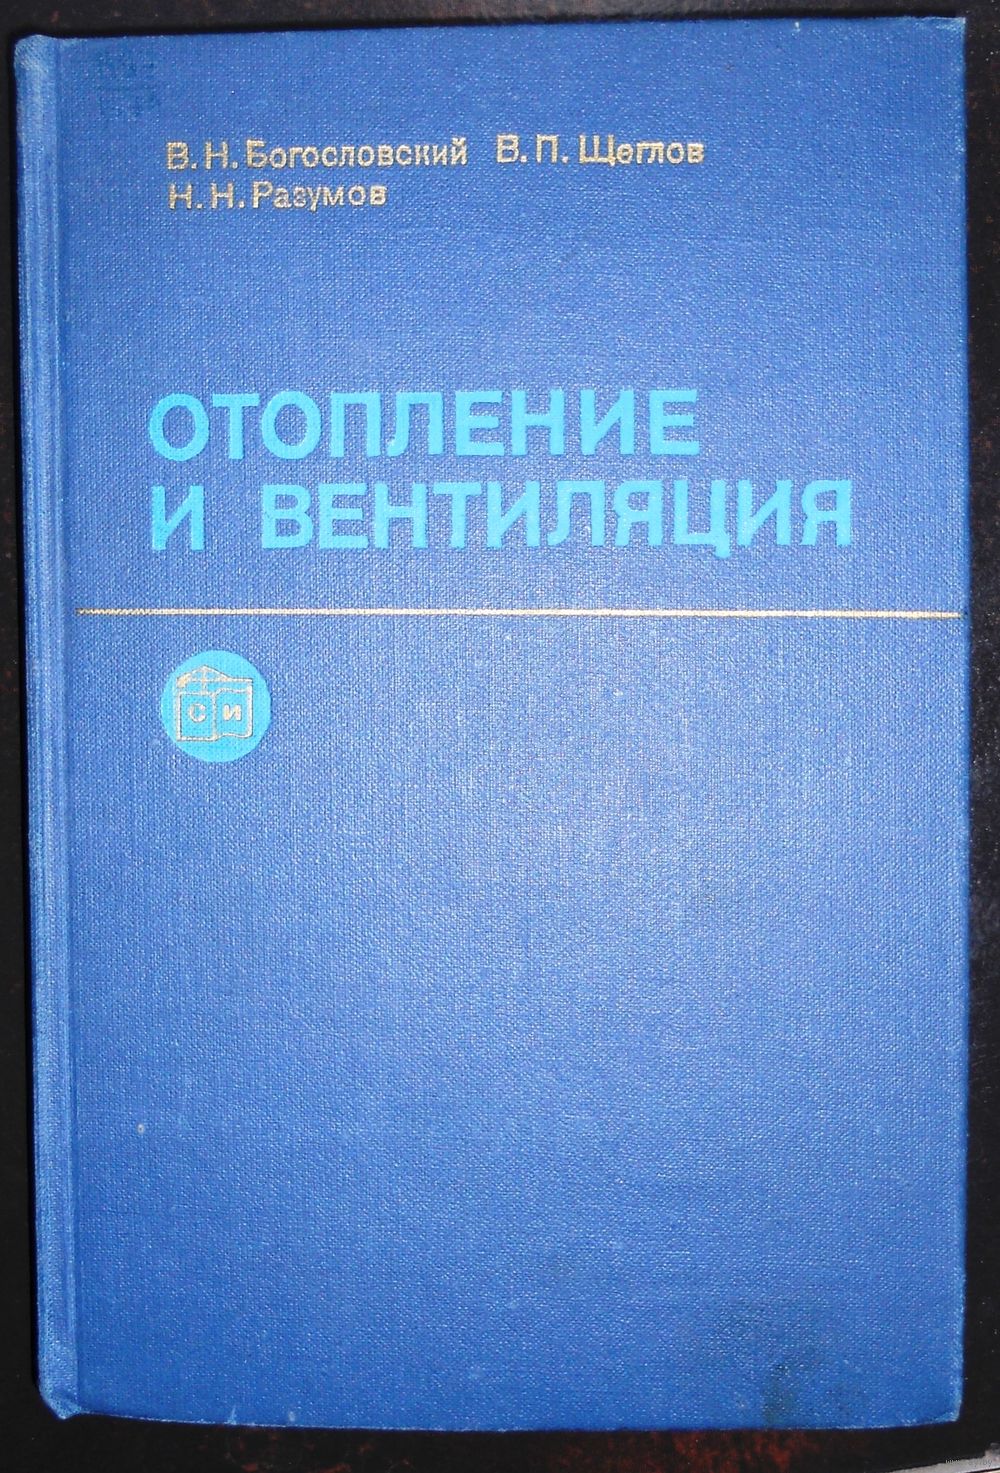 В. Н. Богословский В. П. Щеглов
Н. Н. Разумов
ОТОПЛЕНИЕ
И ВЕНТИЛЯЦИЯ
С И